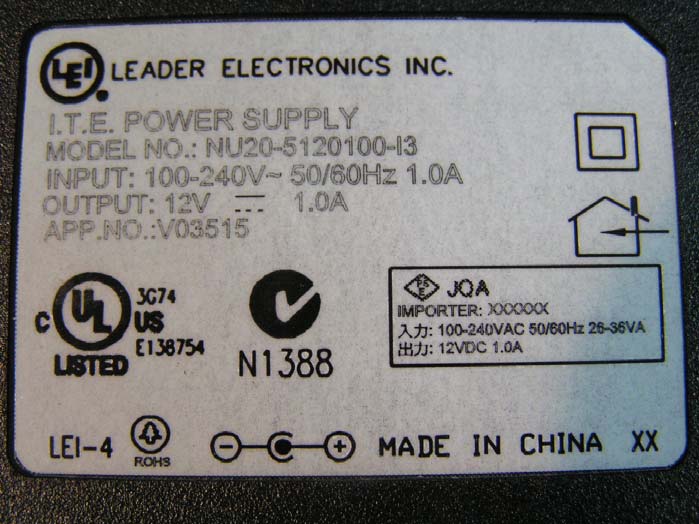 LEI LEADER ELECTRONICS INC.
I.T.E. POWER SUPPLY
MODEL NO.: NU20-5120100-I3
INPUT: 100-240V~ 50/60Hz 1.0A
OUTPUT: 12V ⎓ 1.0A
APP.NO.:V03515
C UL US LISTED
3G74
E138754
N1388
PSE JQA
IMPORTER: XXXXXX
入力: 100-240VAC 50/60Hz 26-36VA
出力: 12VDC 1.0A
LEI-4
ROHS
MADE IN CHINA XX